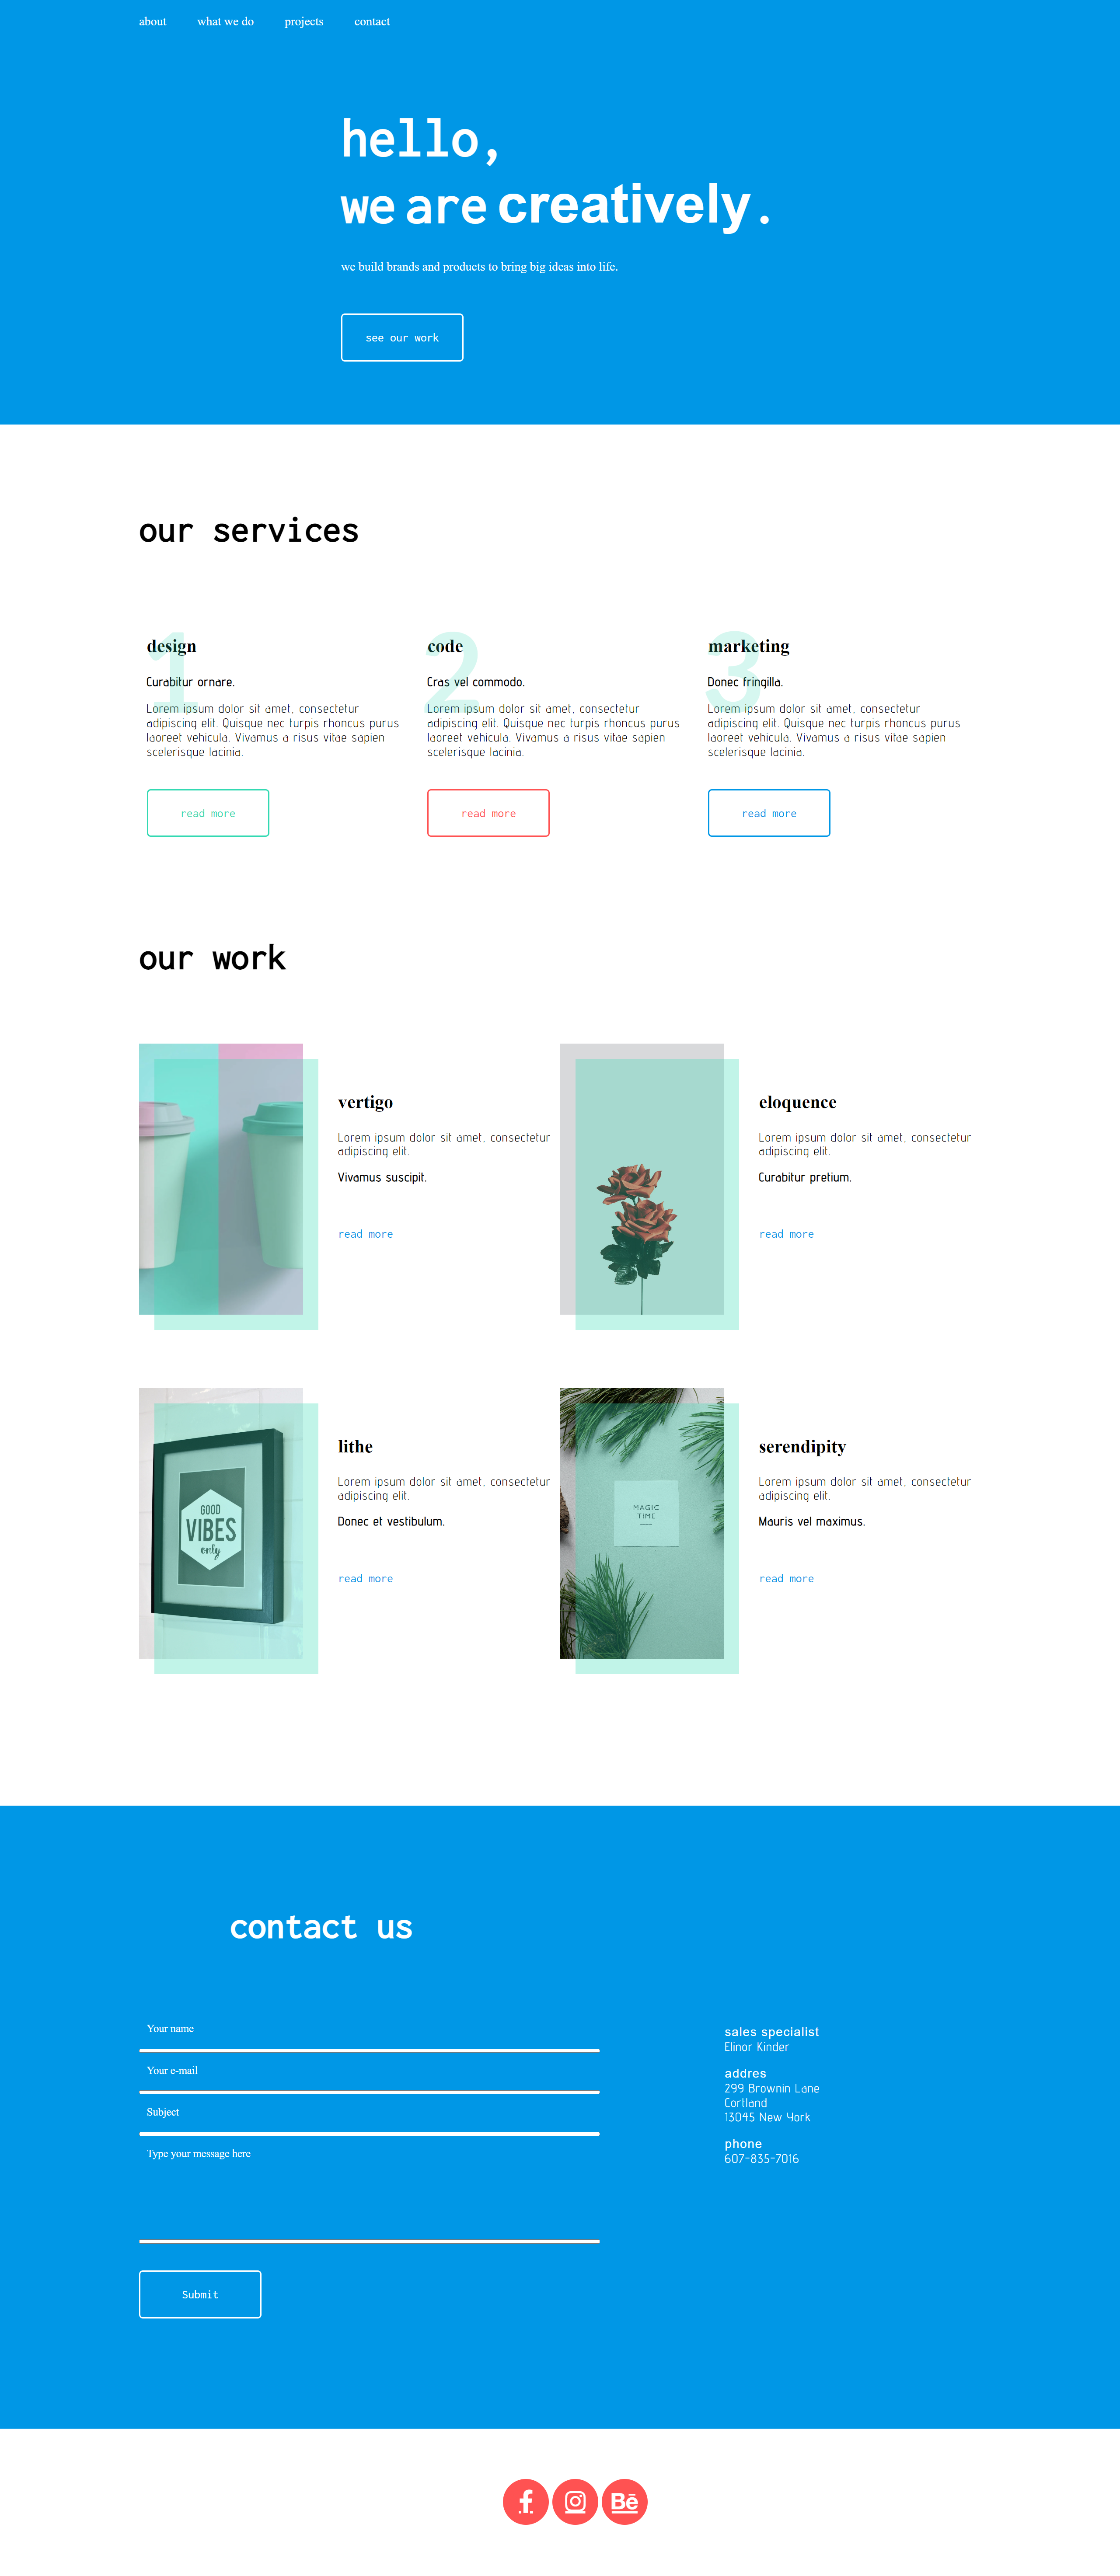 about what we do projects contact
hello,
we are creatively.
we build brands and products to bring big ideas into life.
see our work
our services
1
design
Curabitur ornare.
Lorem ipsum dolor sit amet, consectetur
adipiscing elit. Quisque nec turpis rhoncus purus
laoreet vehicula. Vivamus a risus vitae sapien
scelerisque lacinia.
read more
2
code
Cras vel commodo.
Lorem ipsum dolor sit amet, consectetur
adipiscing elit. Quisque nec turpis rhoncus purus
laoreet vehicula. Vivamus a risus vitae sapien
scelerisque lacinia.
read more
3
marketing
Donec fringilla.
Lorem ipsum dolor sit amet, consectetur
adipiscing elit. Quisque nec turpis rhoncus purus
laoreet vehicula. Vivamus a risus vitae sapien
scelerisque lacinia.
read more
our work
vertigo
Lorem ipsum dolor sit amet, consectetur
adipiscing elit.
Vivamus suscipit.
read more
eloquence
Lorem ipsum dolor sit amet, consectetur
adipiscing elit.
Curabitur pretium.
read more
GOOD
VIBES
only
lithe
Lorem ipsum dolor sit amet, consectetur
adipiscing elit.
Donec et vestibulum.
read more
MAGIC
TIME
serendipity
Lorem ipsum dolor sit amet, consectetur
adipiscing elit.
Mauris vel maximus.
read more
contact us
Your name
Your e-mail
Subject
Type your message here
Submit
sales specialist
Elinor Kinder
addres
299 Brownin Lane
Cortland
13045 New York
phone
607-835-7016
f
Bē